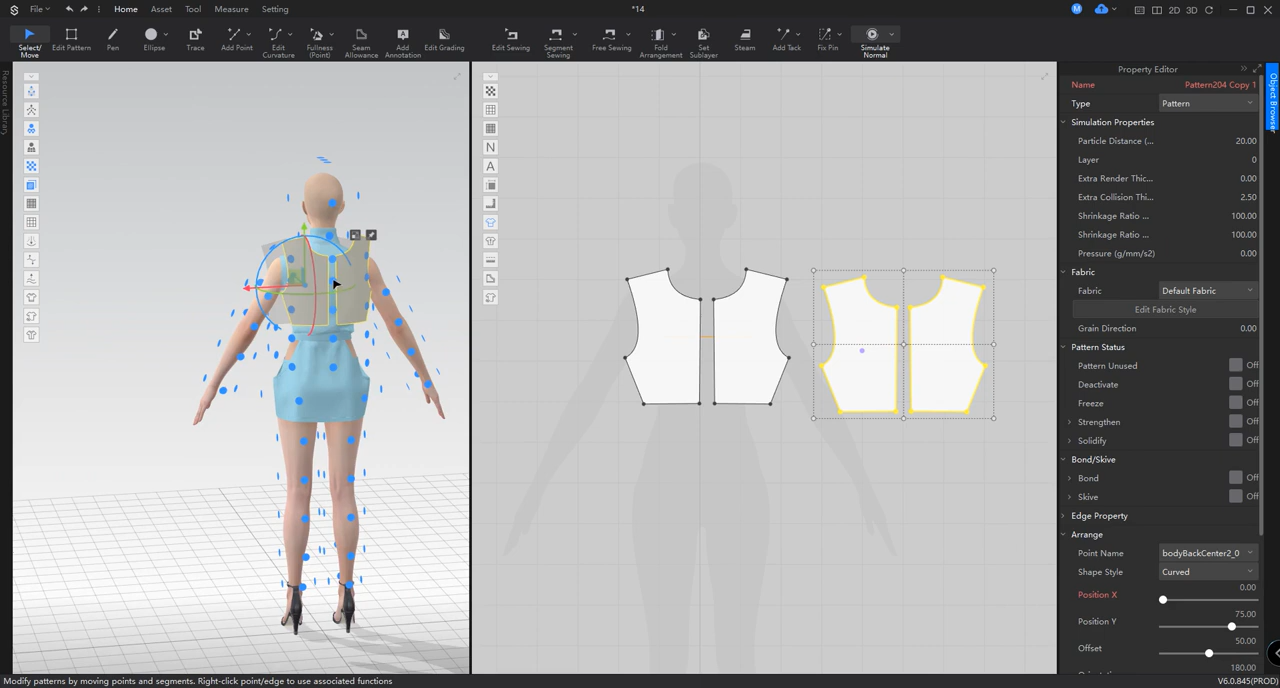 File
Home
Asset
Tool
Measure
Setting
*14
M
2D
3D
Select/
Move
Edit Pattern
Pen
Ellipse
Trace
Add Point
Edit
Curvature
Fullness
(Point)
Seam
Allowance
Add
Annotation
Edit Grading
Edit Sewing
Segment
Sewing
Free Sewing
Fold
Arrangement
Set
Sublayer
Steam
Add Tack
Fix Pin
Simulate
Normal
Resource Library
N
A
Property Editor
Object Browser
Name Pattern204 Copy 1
Type Pattern
Simulation Properties
Particle Distance (... 20.00
Layer 0
Extra Render Thic... 0.00
Extra Collision Thi... 2.50
Shrinkage Ratio ... 100.00
Shrinkage Ratio ... 100.00
Pressure (g/mm/s2) 0.00
Fabric
Fabric Default Fabric
Edit Fabric Style
Grain Direction 0.00
Pattern Status
Pattern Unused Off
Deactivate Off
Freeze Off
Strengthen Off
Solidify Off
Bond/Skive
Bond Off
Skive Off
Edge Property
Arrange
Point Name bodyBackCenter2_0
Shape Style Curved
Position X 0.00
Position Y 75.00
Offset 50.00
Orientation 180.00
Modify patterns by moving points and segments. Right-click point/edge to use associated functions
V6.0.845(PROD)